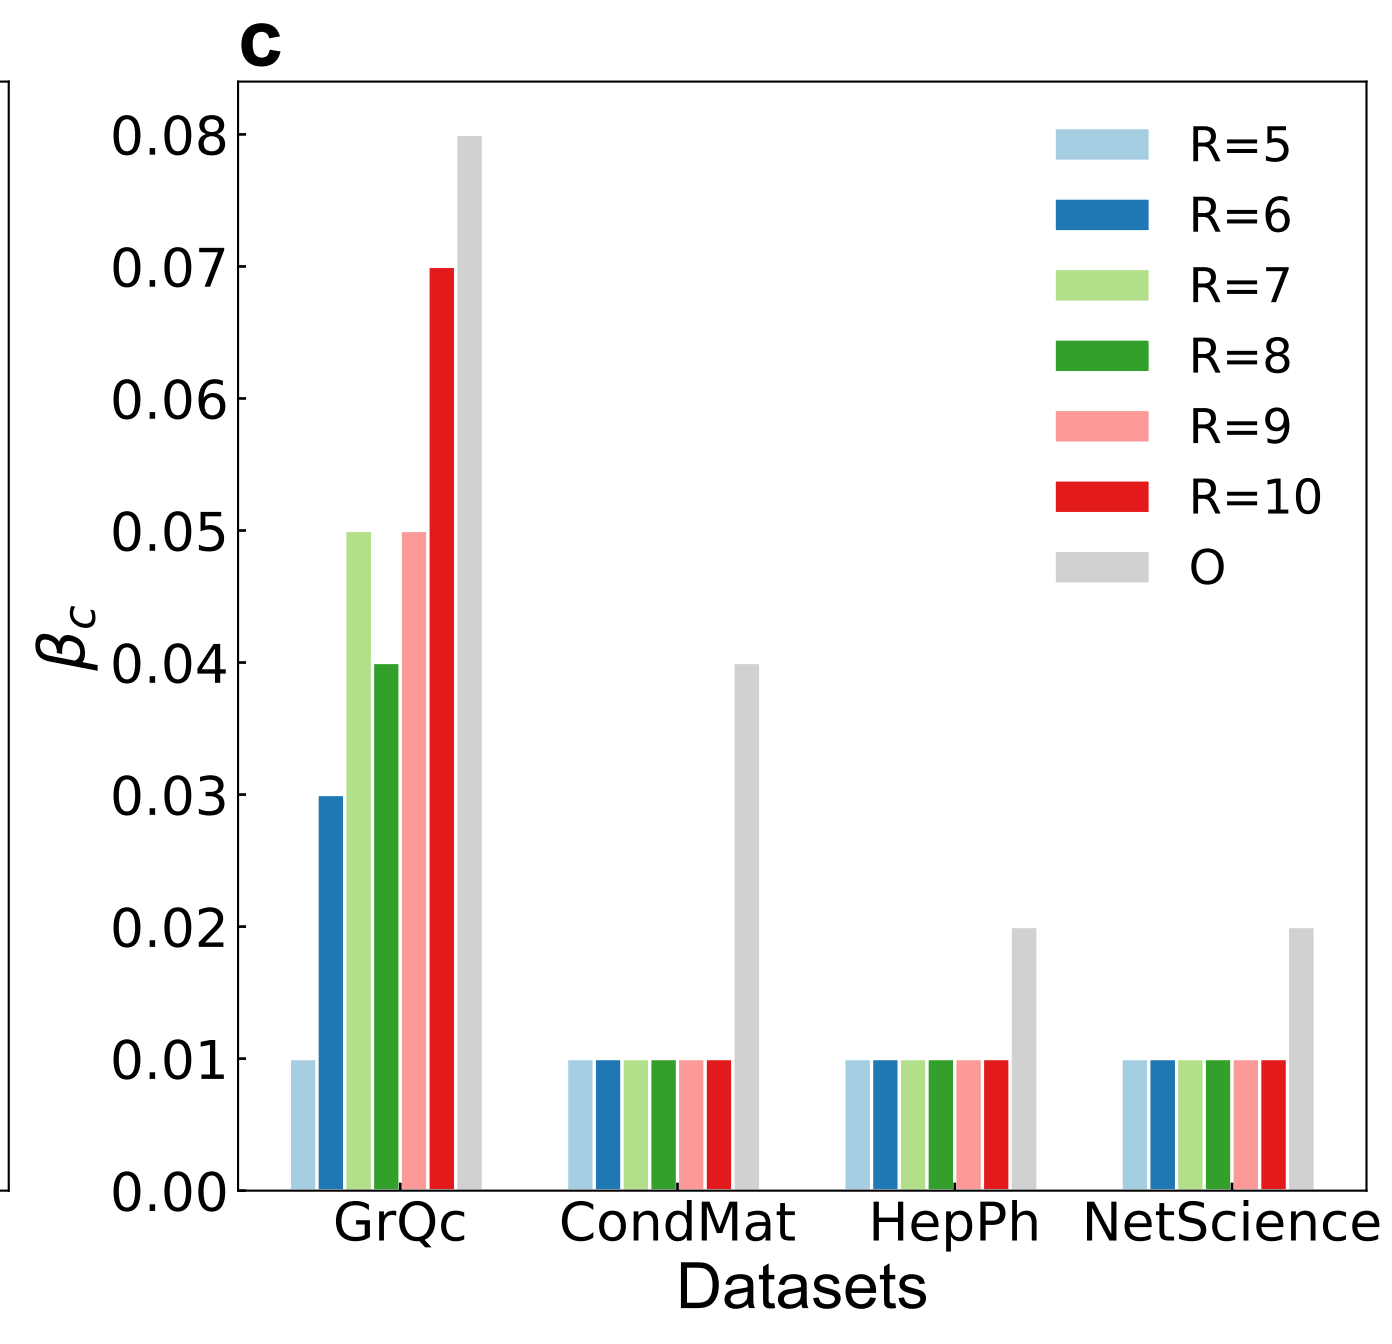 c
0.08
0.07
0.06
0.05
0.04
0.03
0.02
0.01
0.00
βc
R=5
R=6
R=7
R=8
R=9
R=10
O
GrQc CondMat HepPh NetScience
Datasets